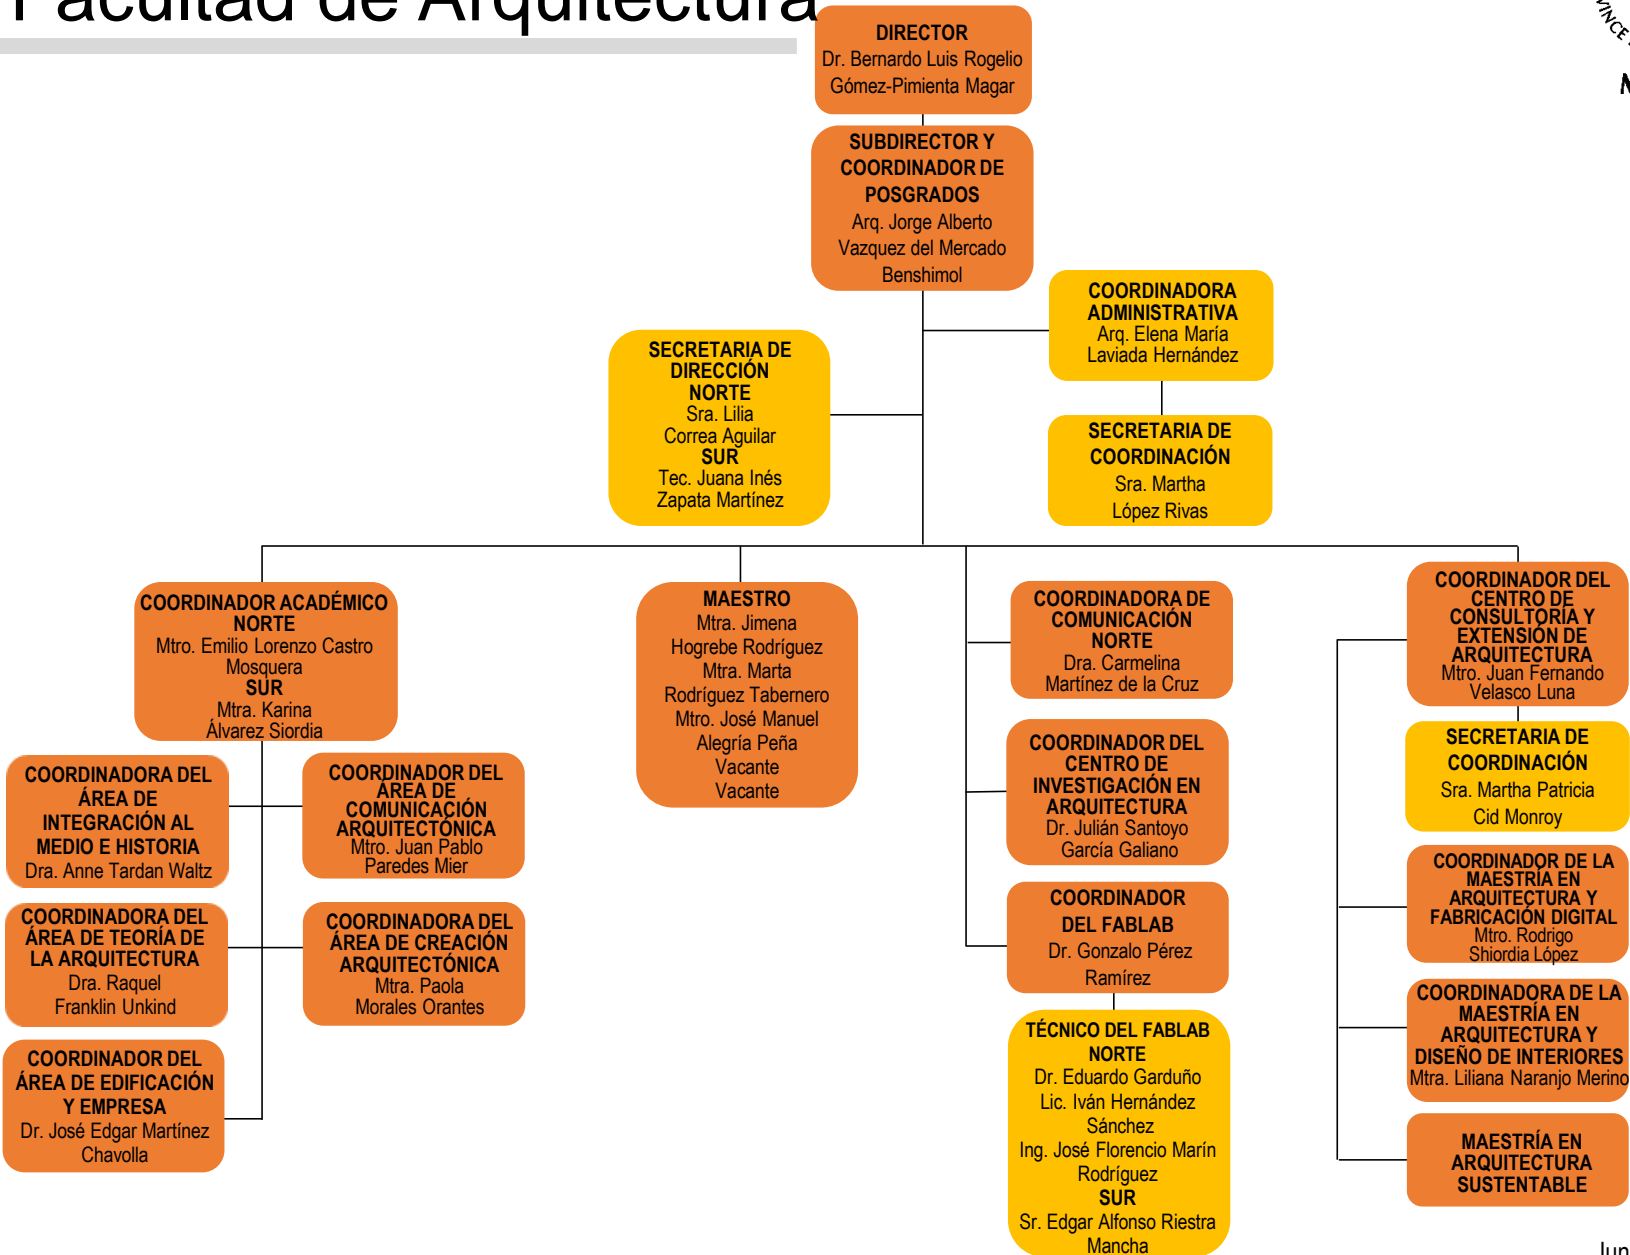 Facultad de Arquitectura
DIRECTOR
Dr. Bernardo Luis Rogelio
Gómez-Pimienta Magar
SUBDIRECTOR Y
COORDINADOR DE
POSGRADOS
Arq. Jorge Alberto
Vazquez del Mercado
Benshimol
COORDINADORA
ADMINISTRATIVA
Arq. Elena María
Laviada Hernández
SECRETARIA DE
DIRECCIÓN
NORTE
Sra. Lilia
Correa Aguilar
SUR
Tec. Juana Inés
Zapata Martínez
SECRETARIA DE
COORDINACIÓN
Sra. Martha
López Rivas
COORDINADOR ACADÉMICO
NORTE
Mtro. Emilio Lorenzo Castro
Mosquera
SUR
Mtra. Karina
Álvarez Siordia
COORDINADORA DEL
ÁREA DE
INTEGRACIÓN AL
MEDIO E HISTORIA
Dra. Anne Tardan Waltz
COORDINADOR DEL
ÁREA DE
COMUNICACIÓN
ARQUITECTÓNICA
Mtro. Juan Pablo
Paredes Mier
COORDINADORA DEL
ÁREA DE TEORÍA DE
LA ARQUITECTURA
Dra. Raquel
Franklin Unkind
COORDINADORA DEL
ÁREA DE CREACIÓN
ARQUITECTÓNICA
Mtra. Paola
Morales Orantes
COORDINADOR DEL
ÁREA DE EDIFICACIÓN
Y EMPRESA
Dr. José Edgar Martínez
Chavolla
MAESTRO
Mtra. Jimena
Hogrebe Rodríguez
Mtra. Marta
Rodríguez Tabernero
Mtro. José Manuel
Alegría Peña
Vacante
Vacante
COORDINADORA DE
COMUNICACIÓN
NORTE
Dra. Carmelina
Martínez de la Cruz
COORDINADOR DEL
CENTRO DE
INVESTIGACIÓN EN
ARQUITECTURA
Dr. Julián Santoyo
García Galiano
COORDINADOR
DEL FABLAB
Dr. Gonzalo Pérez
Ramírez
TÉCNICO DEL FABLAB
NORTE
Dr. Eduardo Garduño
Lic. Iván Hernández
Sánchez
Ing. José Florencio Marín
Rodríguez
SUR
Sr. Edgar Alfonso Riestra
Mancha
COORDINADOR DEL
CENTRO DE
CONSULTORÍA Y
EXTENSIÓN DE
ARQUITECTURA
Mtro. Juan Fernando
Velasco Luna
SECRETARIA DE
COORDINACIÓN
Sra. Martha Patricia
Cid Monroy
COORDINADOR DE LA
MAESTRÍA EN
ARQUITECTURA Y
FABRICACIÓN DIGITAL
Mtro. Rodrigo
Shiordia López
COORDINADORA DE LA
MAESTRÍA EN
ARQUITECTURA Y
DISEÑO DE INTERIORES
Mtra. Liliana Naranjo Merino
MAESTRÍA EN
ARQUITECTURA
SUSTENTABLE